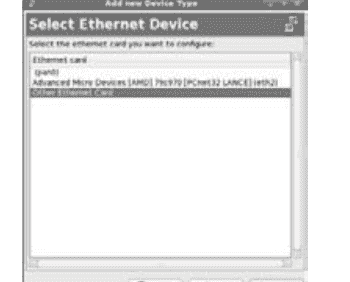 Add new Device Type
Select Ethernet Device
Select the ethernet card you want to configure:
Ethernet card
(pan0)
Advanced Micro Devices [AMD] 79c970 [PCnet32 LANCE] (eth2)
Other Ethernet Card